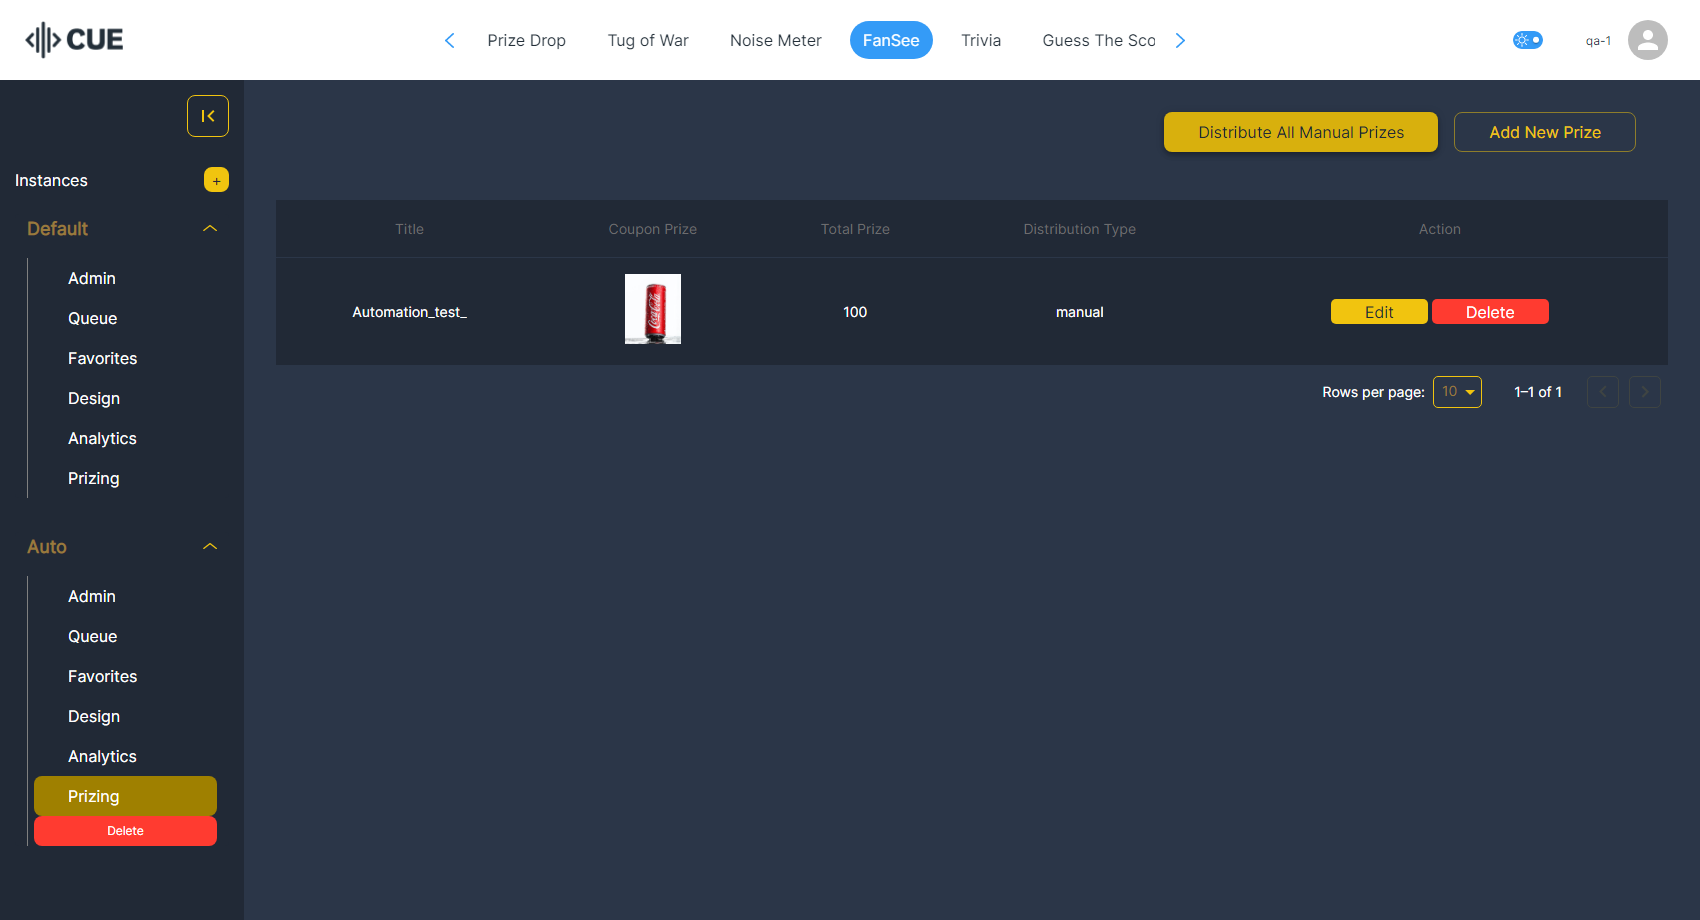 CUE
Prize Drop
Tug of War
Noise Meter
FanSee
Trivia
Guess The Sco
qa-1
Instances
+
Default
Admin
Queue
Favorites
Design
Analytics
Prizing
Auto
Admin
Queue
Favorites
Design
Analytics
Prizing
Delete
Distribute All Manual Prizes
Add New Prize
Title Coupon Prize Total Prize Distribution Type Action
Automation_test_ Coca-Cola 100 manual Edit Delete
Rows per page: 10 1–1 of 1